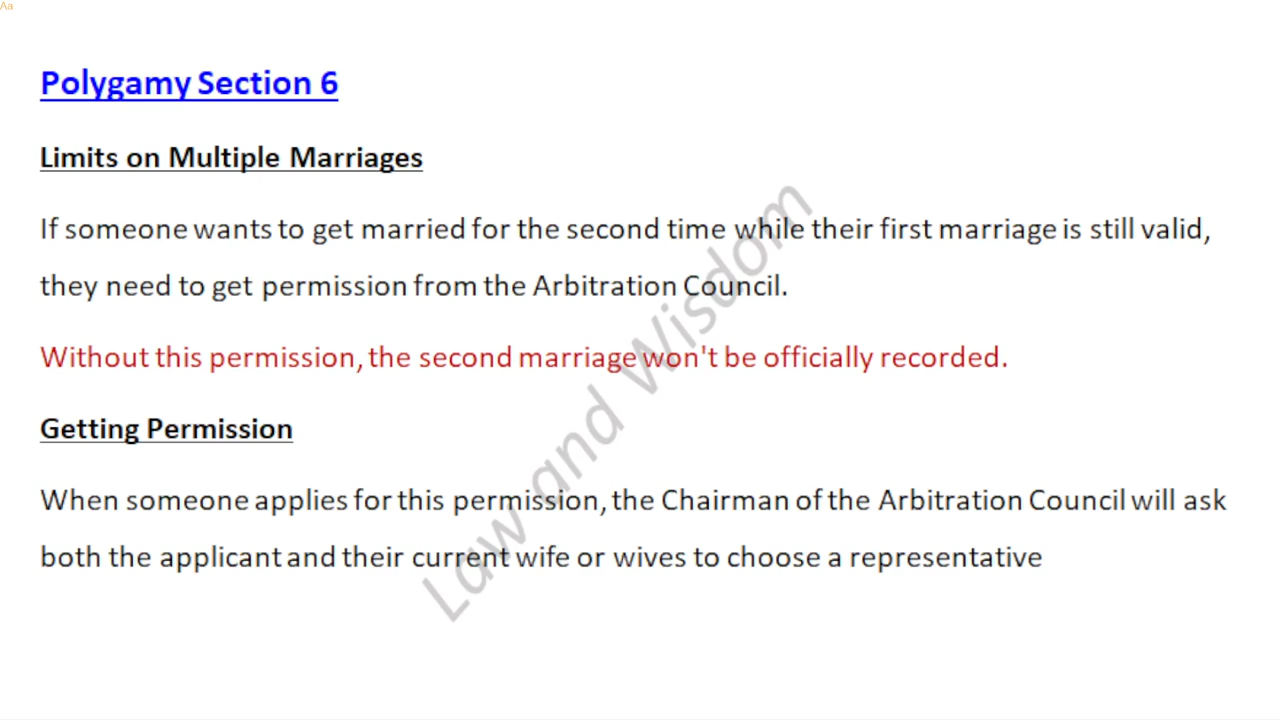 Aa
Polygamy Section 6
Limits on Multiple Marriages
If someone wants to get married for the second time while their first marriage is still valid,
they need to get permission from the Arbitration Council.
Without this permission, the second marriage won't be officially recorded.
Getting Permission
When someone applies for this permission, the Chairman of the Arbitration Council will ask
both the applicant and their current wife or wives to choose a representative
Law and Wisdom